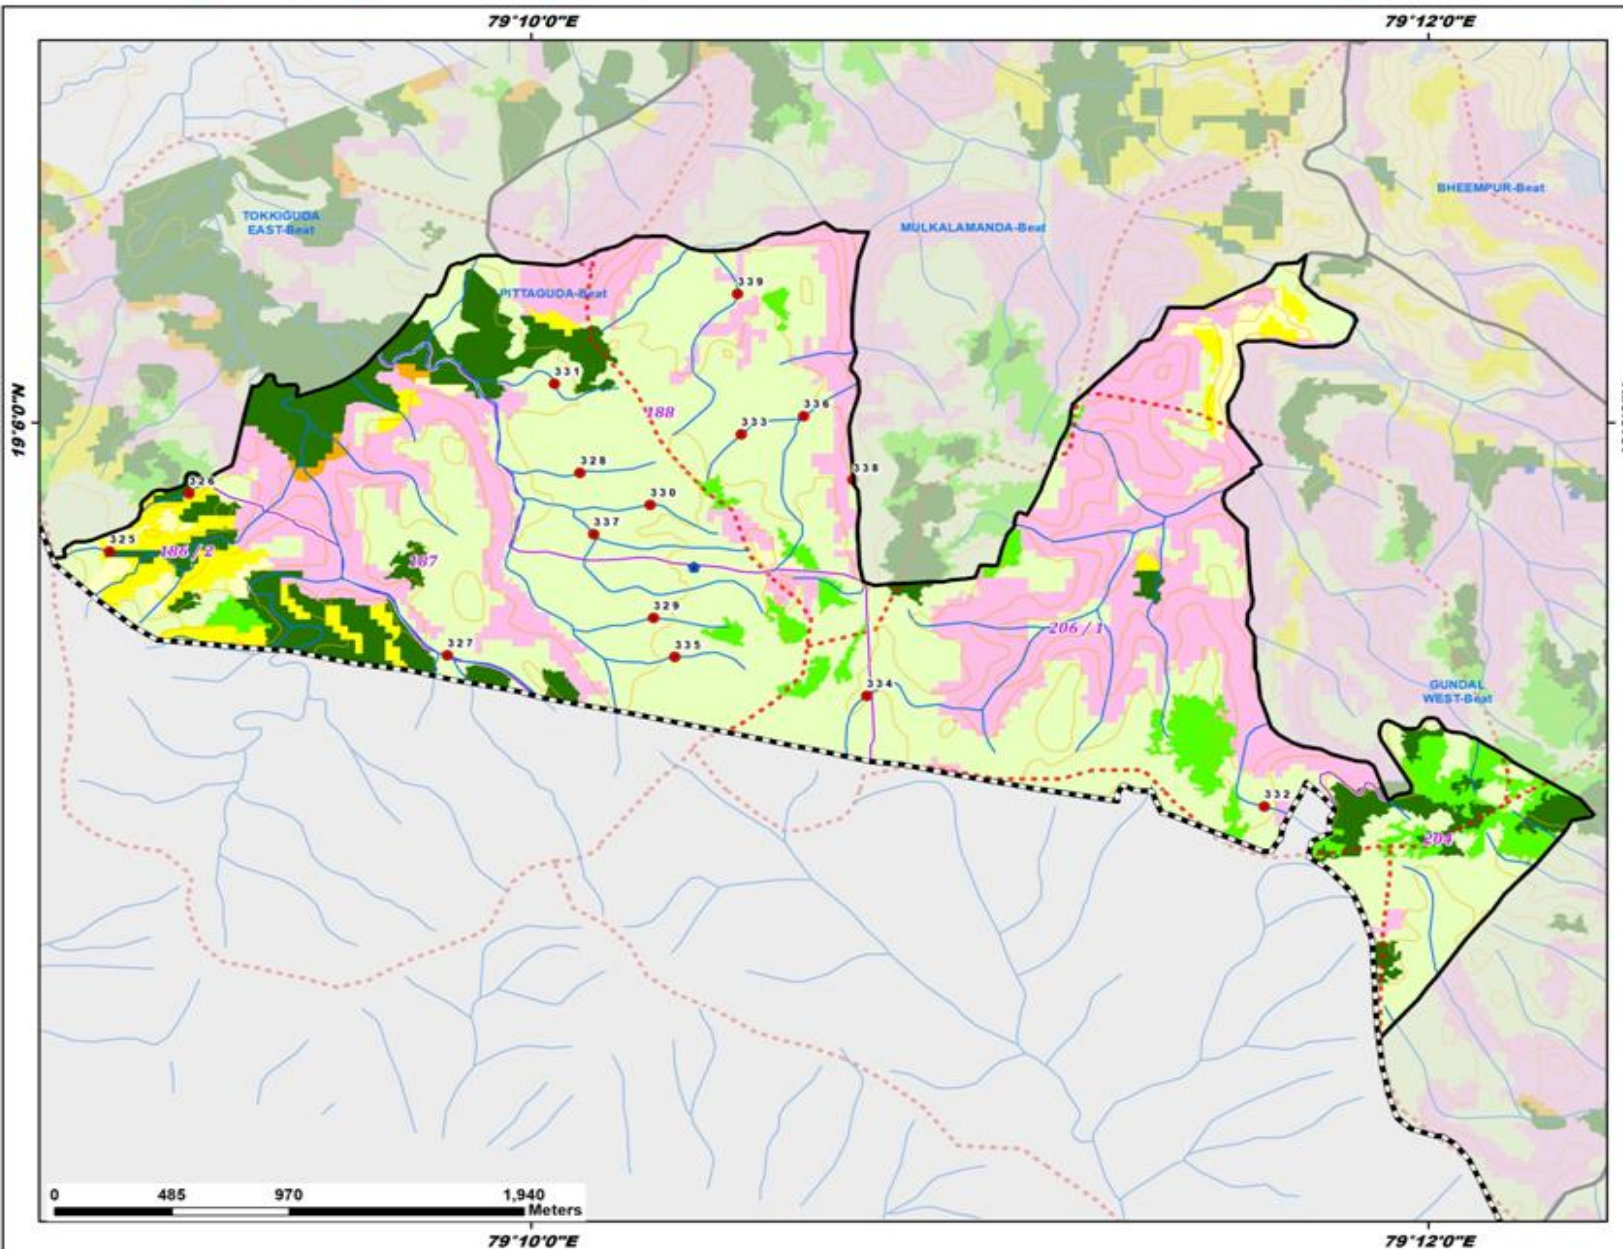 79°10'0"E
79°12'0"E
BHEEMPUR-Beat
TOKKIGUDA
EAST-Beat
MULKALAMANDA-Beat
PITTAGUDA-Beat
339
331
336
188
19°6'0"N
333
328
338
326
330
337
325
186 / 2
187
329
206 / 1
327
335
334
GUNDAL
WEST-Beat
332
204
0
485
970
1,940
Meters
79°10'0"E
79°12'0"E